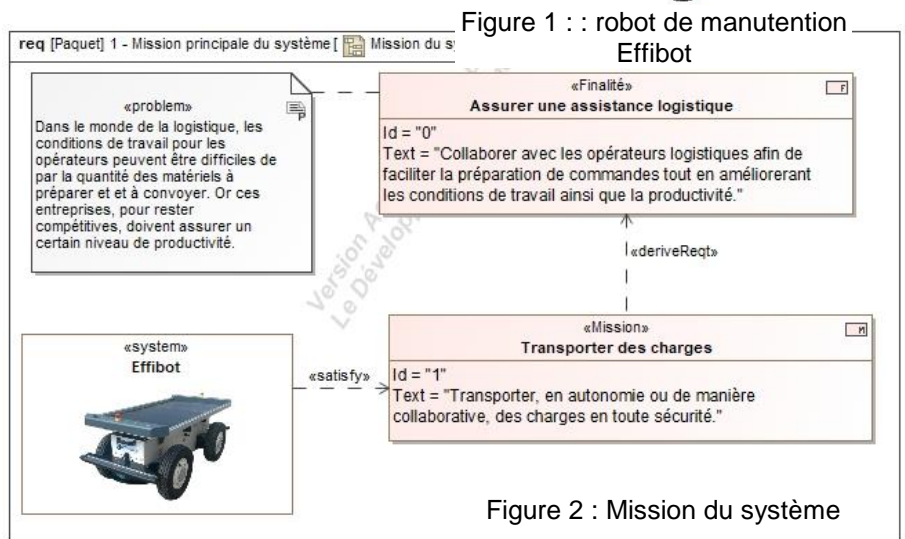 Figure 1 : : robot de manutention
Effibot
req [Paquet] 1 - Mission principale du système [ Mission du
«problem»
Dans le monde de la logistique, les
conditions de travail pour les
opérateurs peuvent être difficiles de
par la quantité des matériels à
préparer et et à convoyer. Or ces
entreprises, pour rester
compétitives, doivent assurer un
certain niveau de productivité.
«Finalité»
F
Assurer une assistance logistique
Id = "0"
Text = "Collaborer avec les opérateurs logistiques afin de
faciliter la préparation de commandes tout en améliorerant
les conditions de travail ainsi que la productivité."
«deriveReqt»
«Mission»
M
Transporter des charges
Id = "1"
Text = "Transporter, en autonomie ou de manière
collaborative, des charges en toute sécurité."
«system»
Effibot
«satisfy»
Version
Le
Figure 2 : Mission du système